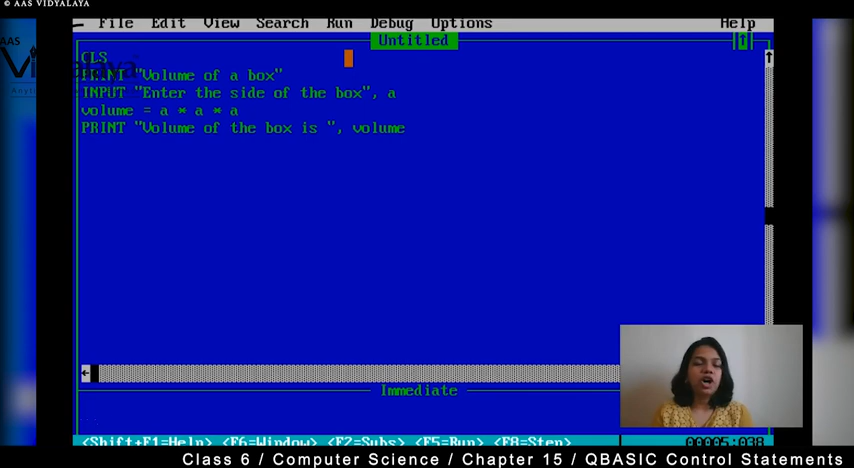 © AAS VIDYALAYA
File Edit View Search Run Debug Options Help
Untitled
AAS
CLS
PRINT "Volume of a box"
INPUT "Enter the side of the box", a
volume = a * a * a
PRINT "Volume of the box is ", volume
Immediate
<Shift+F1=Help> <F6=Window> <F2=Subs> <F5=Run> <F8=Step> 00005:038
Class 6 / Computer Science / Chapter 15 / QBASIC Control Statements